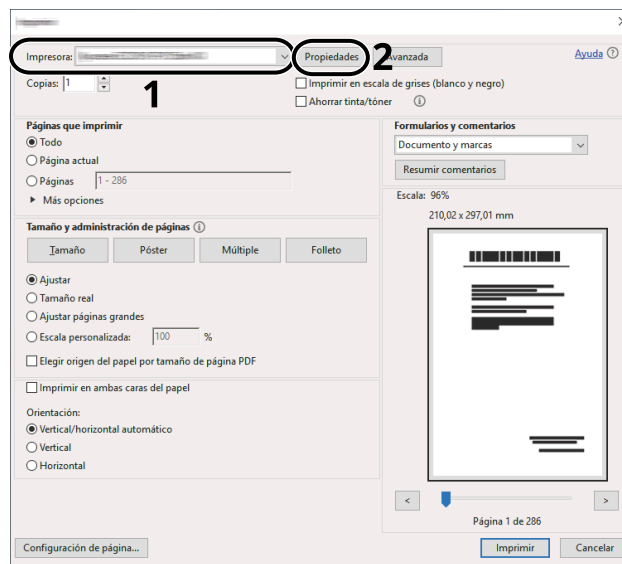 Impresora:
Propiedades
2
Avanzada
Ayuda
Copias: 1
1
Imprimir en escala de grises (blanco y negro)
Ahorrar tinta/tóner
Páginas que imprimir
Todo
Página actual
Páginas 1 - 286
Más opciones
Tamaño y administración de páginas
Tamaño Póster Múltiple Folleto
Ajustar
Tamaño real
Ajustar páginas grandes
Escala personalizada: 100 %
Elegir origen del papel por tamaño de página PDF
Imprimir en ambas caras del papel
Orientación:
Vertical/horizontal automático
Vertical
Horizontal
Formularios y comentarios
Documento y marcas
Resumir comentarios
Escala: 96%
210,02 x 297,01 mm
< >
Página 1 de 286
Configuración de página...
Imprimir
Cancelar